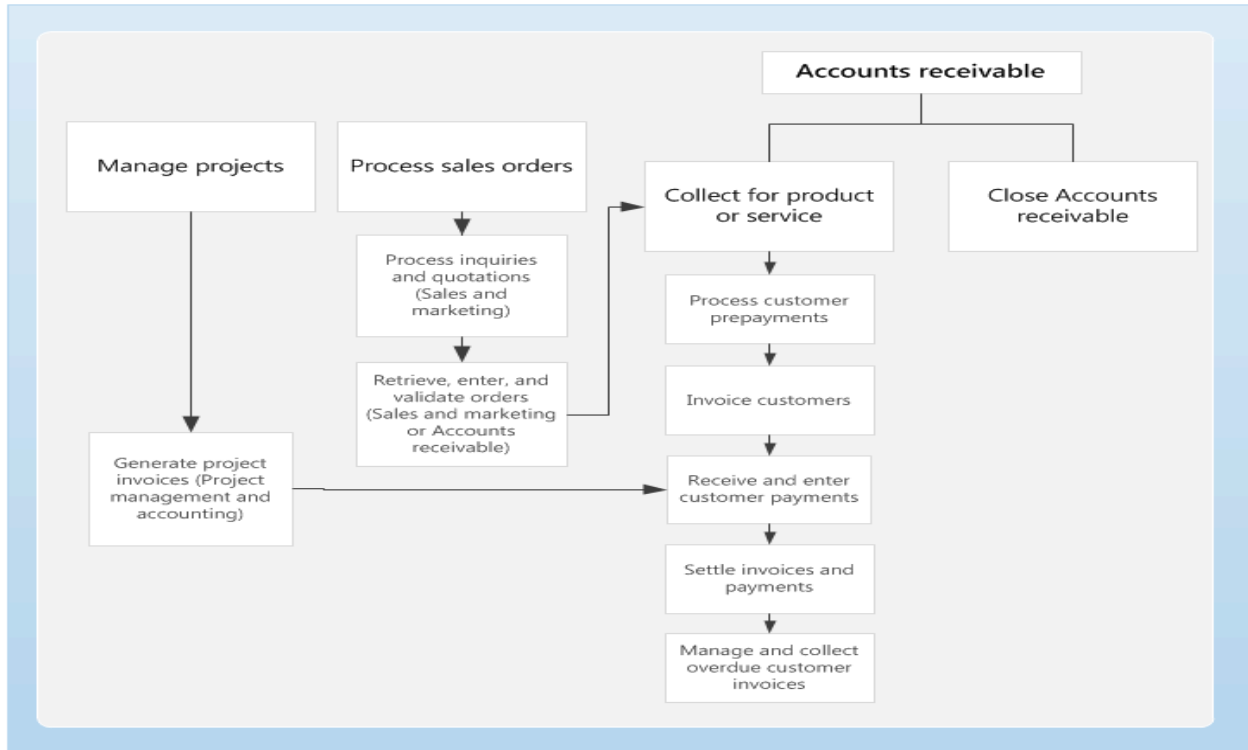 Accounts receivable
Manage projects
Process sales orders
Collect for product
or service
Close Accounts
receivable
Process inquiries
and quotations
(Sales and
marketing)
Process customer
prepayments
Retrieve, enter, and
validate orders
(Sales and marketing
or Accounts
receivable)
Invoice customers
Generate project
invoices (Project
management and
accounting)
Receive and enter
customer payments
Settle invoices and
payments
Manage and collect
overdue customer
invoices